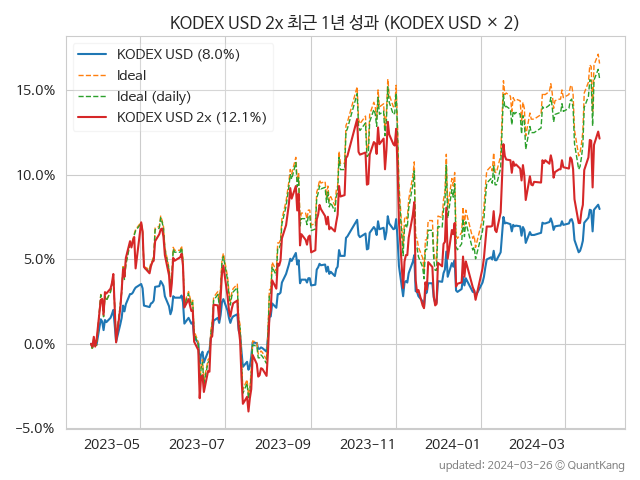 KODEX USD 2x 최근 1년 성과 (KODEX USD × 2)
KODEX USD (8.0%)
Ideal
Ideal (daily)
KODEX USD 2x (12.1%)
15.0%
10.0%
5.0%
0.0%
−5.0%
2023-05 2023-07 2023-09 2023-11 2024-01 2024-03
updated: 2024-03-26 © QuantKang